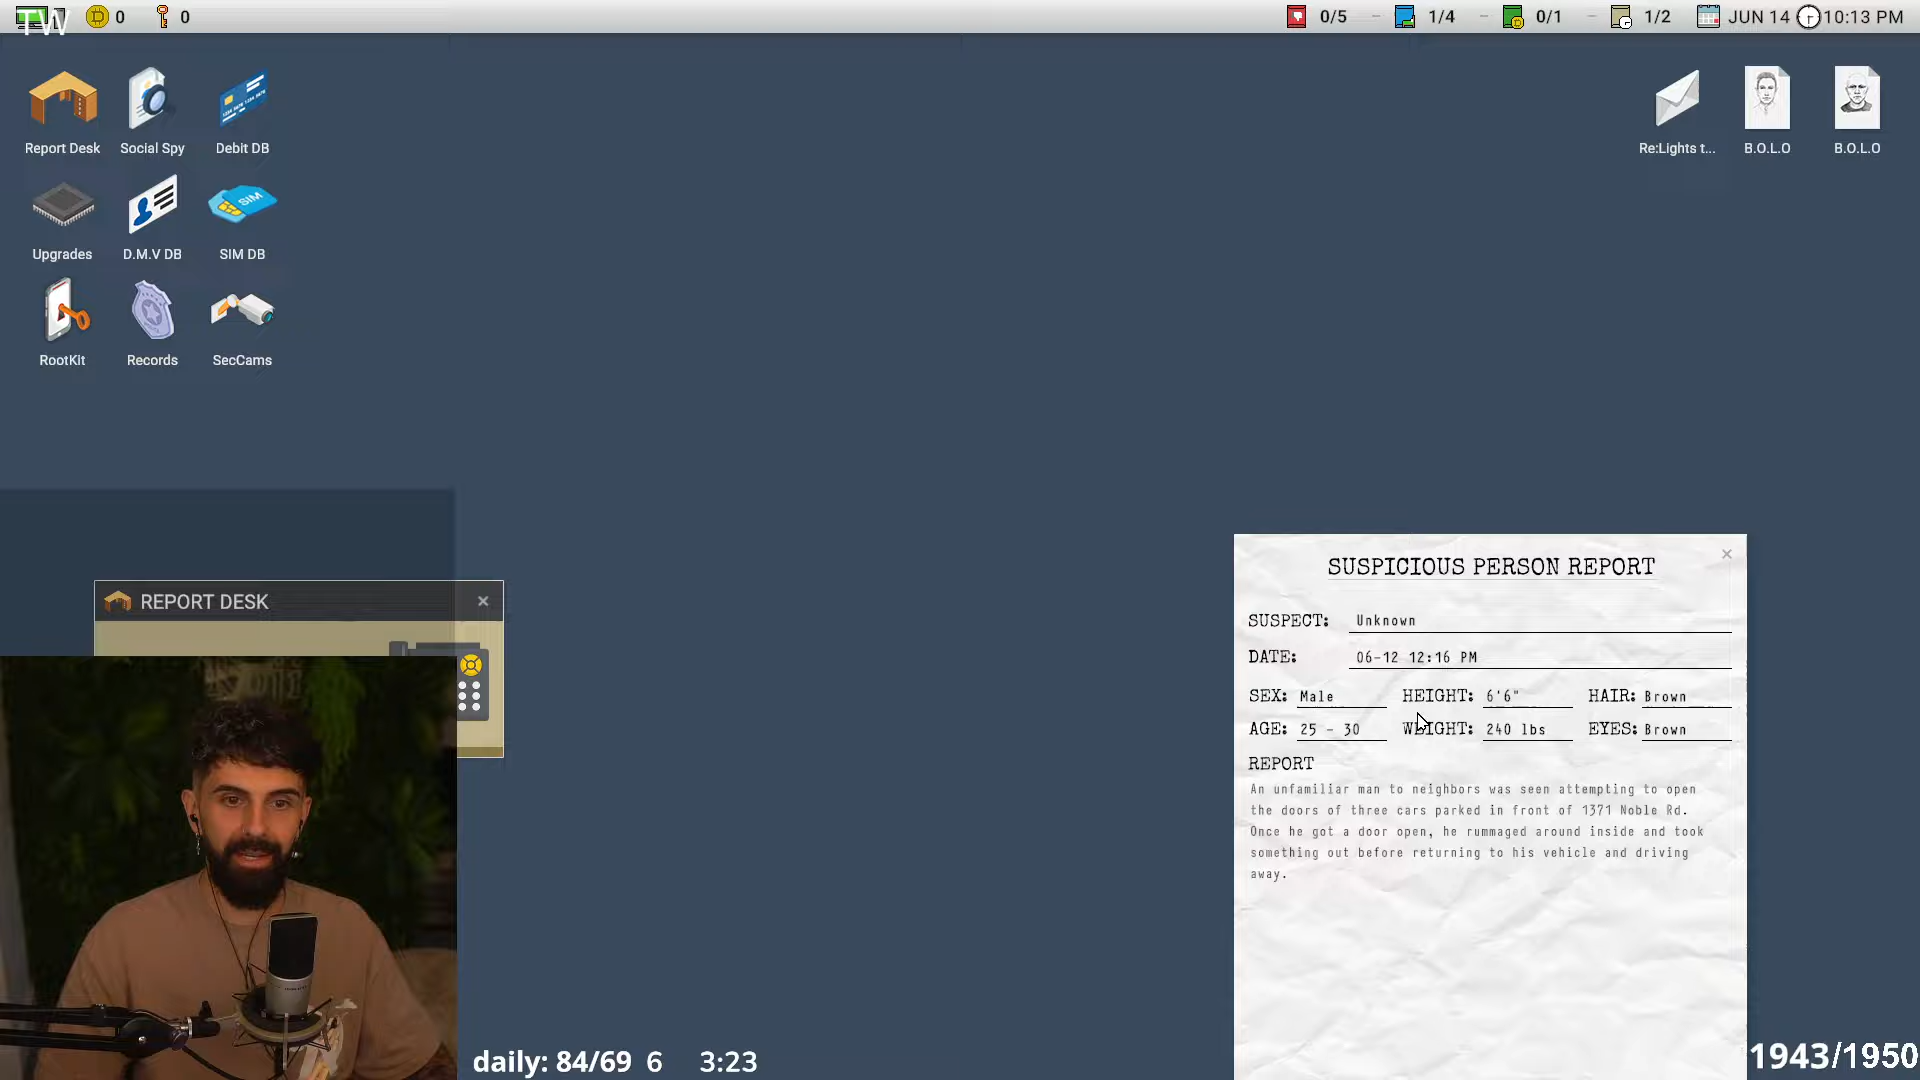 TW
0
0
0/5
1/4
0/1
1/2
JUN 14
10:13 PM
Report Desk
Social Spy
Debit DB
Upgrades
D.M.V DB
SIM DB
RootKit
Records
SecCams
Re:Lights t...
B.O.L.O
B.O.L.O
REPORT DESK
SUSPICIOUS PERSON REPORT
SUSPECT: Unknown
DATE: 06-12 12:16 PM
SEX: Male HEIGHT: 6'6" HAIR: Brown
AGE: 25 - 30 WEIGHT: 240 lbs EYES: Brown
REPORT
An unfamiliar man to neighbors was seen attempting to open
the doors of three cars parked in front of 1371 Noble Rd.
Once he got a door open, he rummaged around inside and took
something out before returning to his vehicle and driving
away.
daily: 84/69 6 3:23
1943/1950